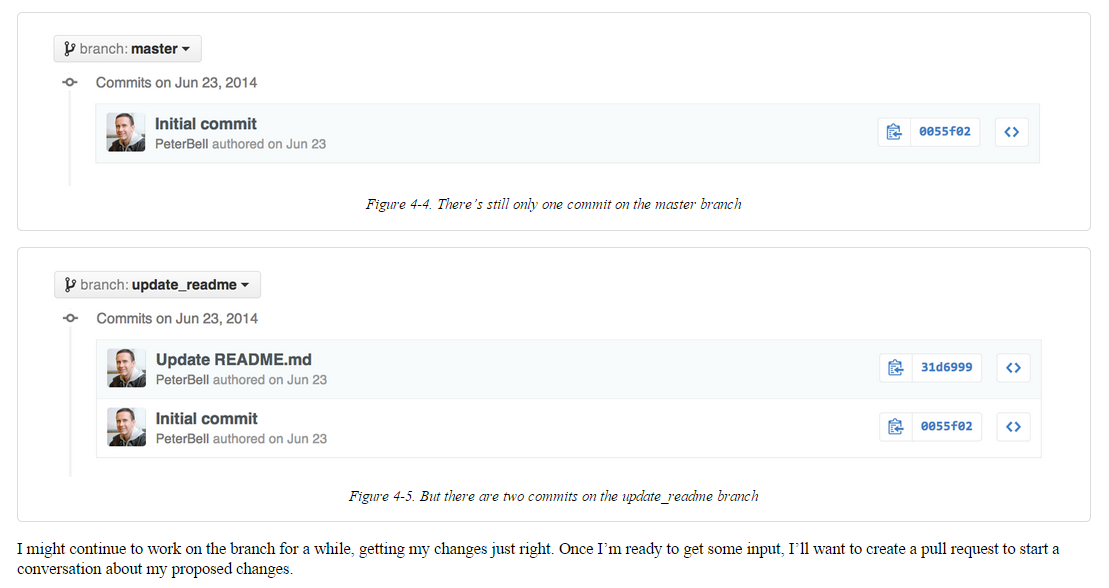 branch: master
Commits on Jun 23, 2014
Initial commit
0055f02
PeterBell authored on Jun 23
Figure 4-4. There's still only one commit on the master branch
branch: update_readme
Commits on Jun 23, 2014
Update README.md
31d6999
PeterBell authored on Jun 23
Initial commit
0055f02
PeterBell authored on Jun 23
Figure 4-5. But there are two commits on the update_readme branch
I might continue to work on the branch for a while, getting my changes just right. Once I’m ready to get some input, I’ll want to create a pull request to start a
conversation about my proposed changes.